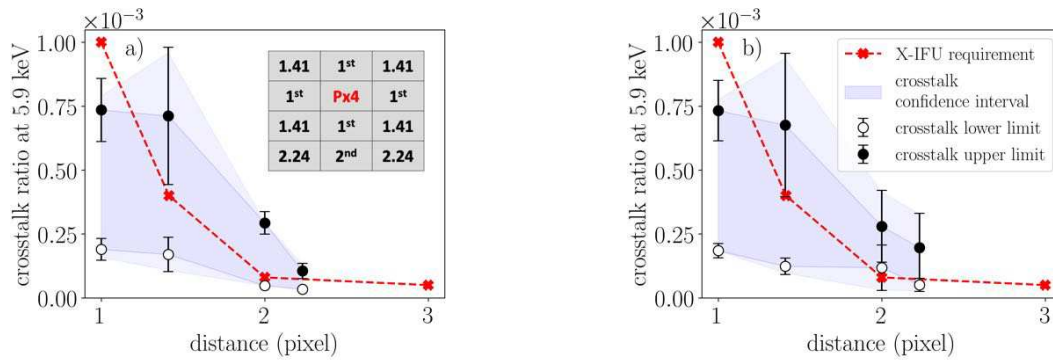 ×10⁻³
a)
crosstalk ratio at 5.9 keV
1.00
0.75
0.50
0.25
0.00
1.41 1ˢᵗ 1.41
1ˢᵗ Px4 1ˢᵗ
1.41 1ˢᵗ 1.41
2.24 2ⁿᵈ 2.24
1 2 3
distance (pixel)
×10⁻³
b)
crosstalk ratio at 5.9 keV
1.00
0.75
0.50
0.25
0.00
X-IFU requirement
crosstalk
confidence interval
crosstalk lower limit
crosstalk upper limit
1 2 3
distance (pixel)